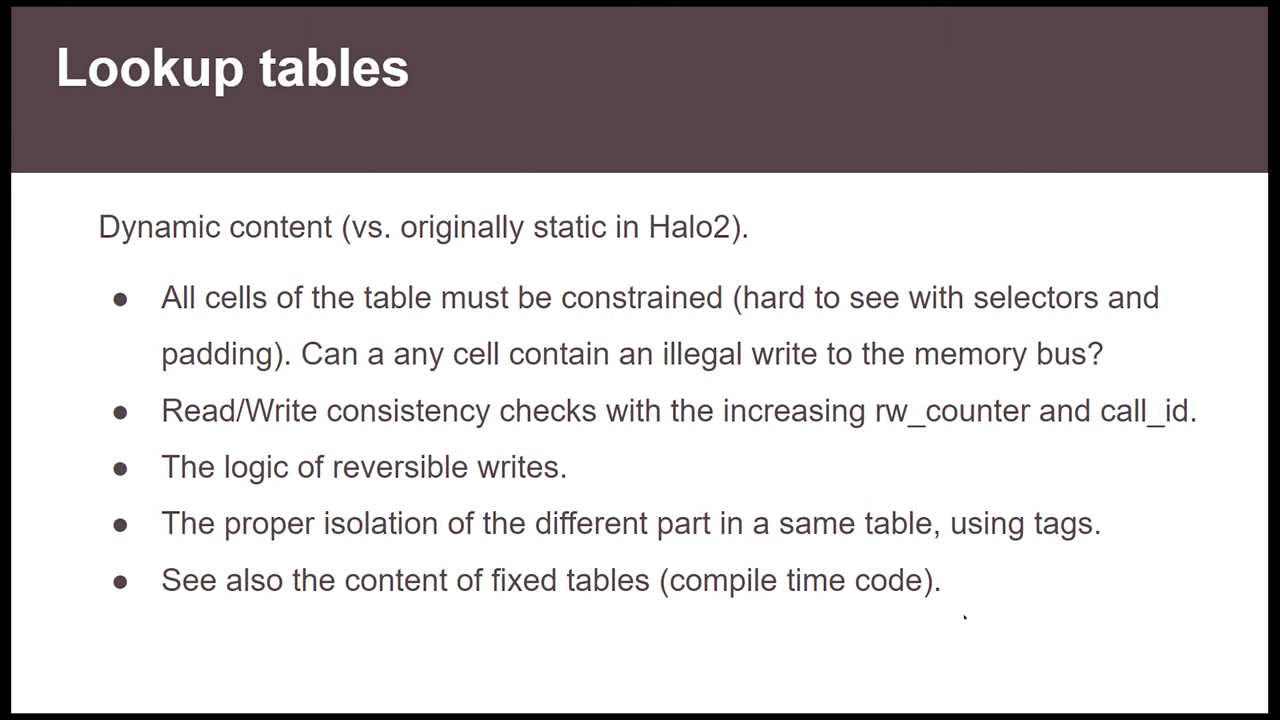 Lookup tables
Dynamic content (vs. originally static in Halo2).
● All cells of the table must be constrained (hard to see with selectors and
padding). Can a any cell contain an illegal write to the memory bus?
● Read/Write consistency checks with the increasing rw_counter and call_id.
● The logic of reversible writes.
● The proper isolation of the different part in a same table, using tags.
● See also the content of fixed tables (compile time code).